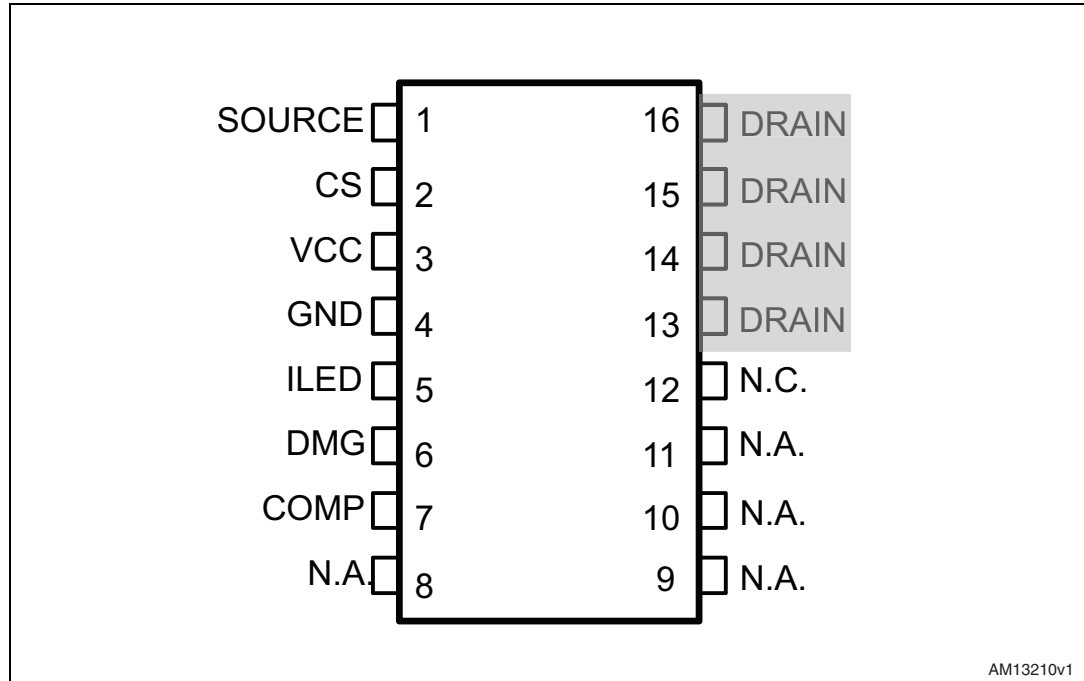 SOURCE 1 16 DRAIN
CS 2 15 DRAIN
VCC 3 14 DRAIN
GND 4 13 DRAIN
ILED 5 12 N.C.
DMG 6 11 N.A.
COMP 7 10 N.A.
N.A. 8 9 N.A.
AM13210v1